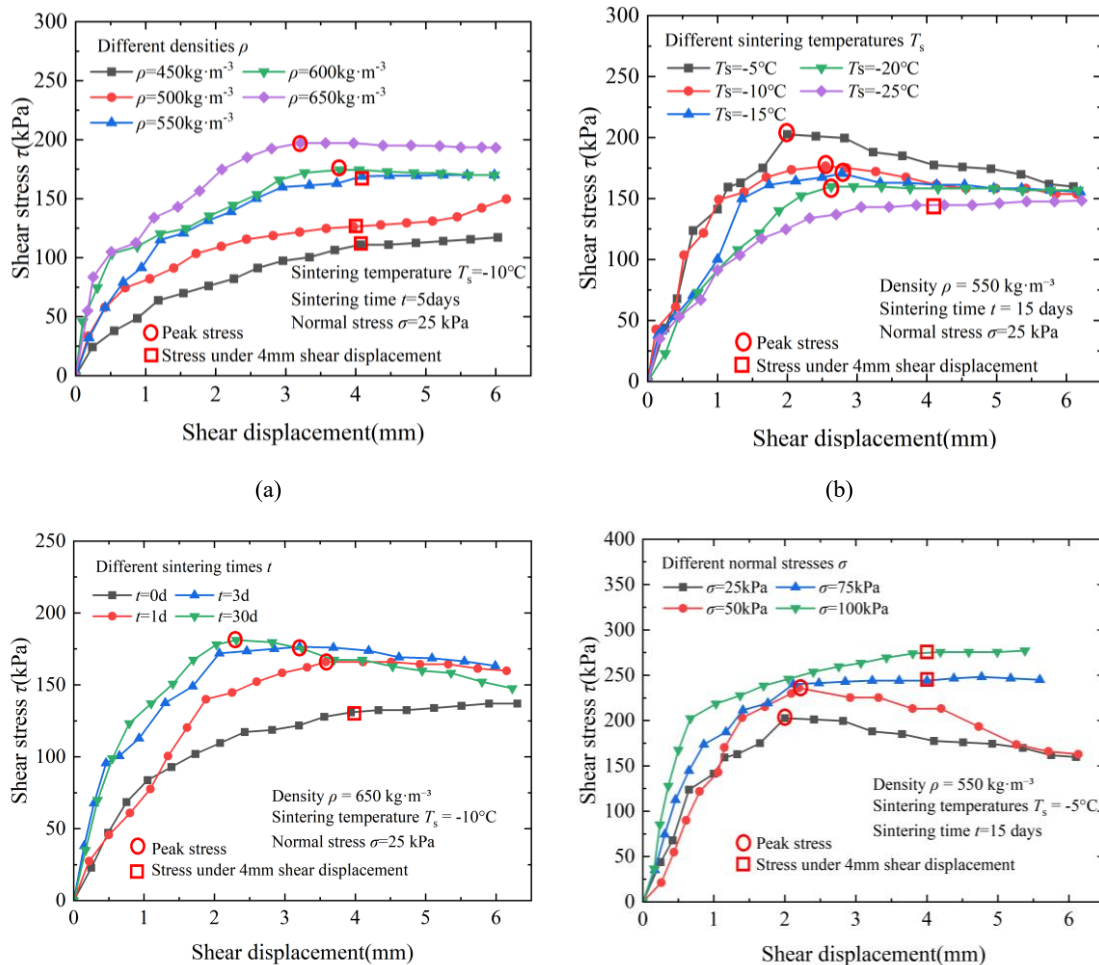 350
300
250
200
150
100
50
0
Shear stress τ(kPa)
Different densities ρ
ρ=450kg·m⁻³ ρ=600kg·m⁻³
ρ=500kg·m⁻³ ρ=650kg·m⁻³
ρ=550kg·m⁻³
Sintering temperature Tₛ=-10°C
Sintering time t=5days
Normal stress σ=25 kPa
Peak stress
Stress under 4mm shear displacement
0 1 2 3 4 5 6
Shear displacement(mm)
(a)
300
250
200
150
100
50
0
Shear stress τ(kPa)
Different sintering temperatures Tₛ
Ts=-5°C Ts=-20°C
Ts=-10°C Ts=-25°C
Ts=-15°C
Density ρ = 550 kg·m⁻³
Sintering time t = 15 days
Normal stress σ=25 kPa
Peak stress
Stress under 4mm shear displacement
0 1 2 3 4 5 6
Shear displacement(mm)
(b)
250
200
150
100
50
0
Shear stress τ(kPa)
Different sintering times t
t=0d t=3d
t=1d t=30d
Density ρ = 650 kg·m⁻³
Sintering temperature Tₛ = -10°C
Normal stress σ=25 kPa
Peak stress
Stress under 4mm shear displacement
0 1 2 3 4 5 6
Shear displacement(mm)
400
350
300
250
200
150
100
50
0
Shear stress τ(kPa)
Different normal stresses σ
σ=25kPa σ=75kPa
σ=50kPa σ=100kPa
Density ρ = 550 kg·m⁻³
Sintering temperatures Tₛ = -5°C
Sintering time t=15 days
Peak stress
Stress under 4mm shear displacement
0 1 2 3 4 5 6
Shear displacement(mm)